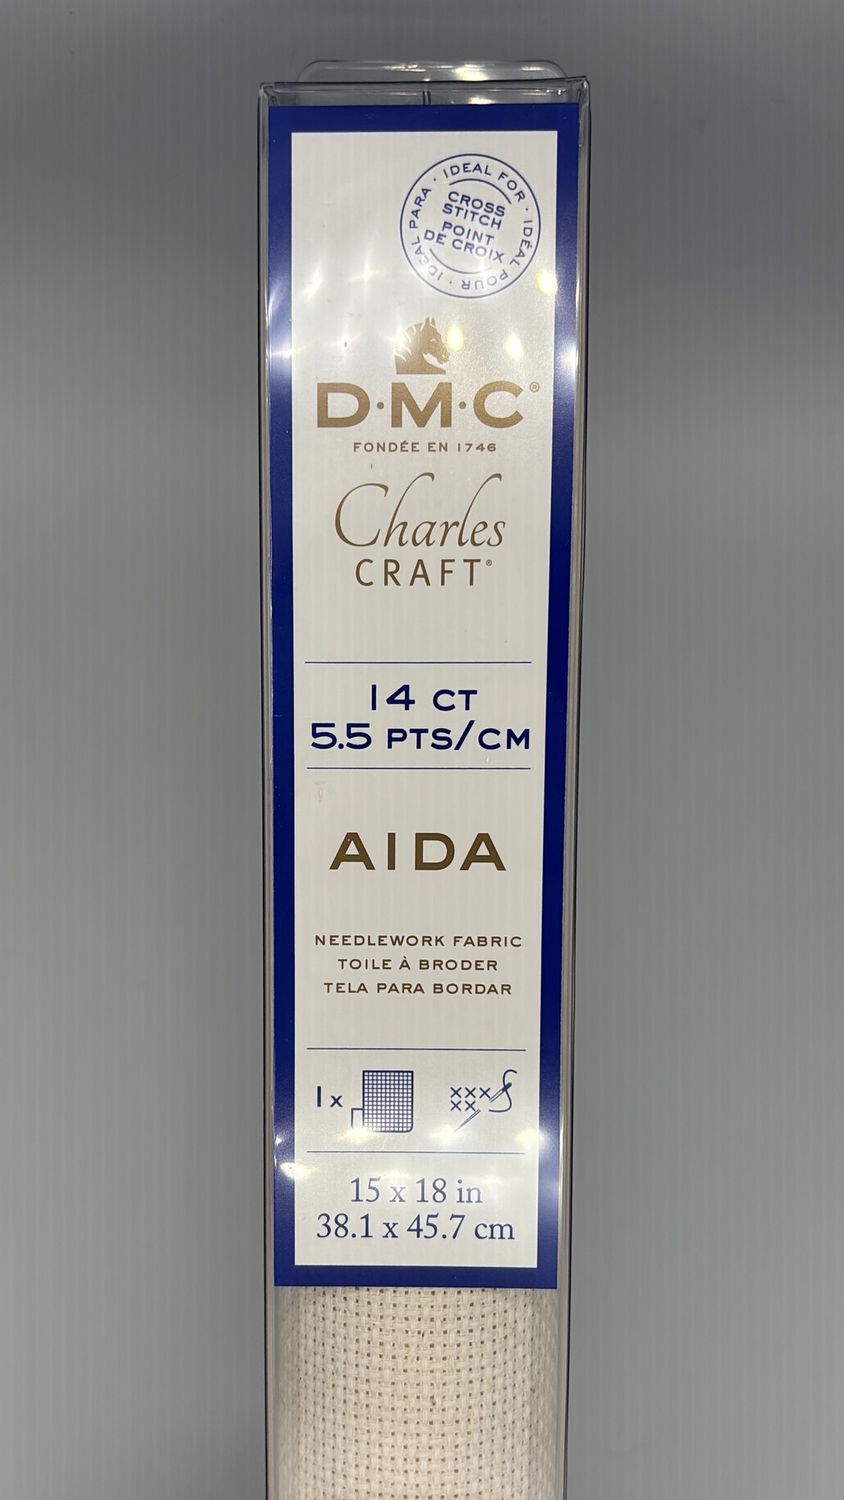 · IDEAL FOR · IDÉAL POUR · IDEAL PARA
CROSS
STITCH
POINT
DE CROIX
D·M·C®
FONDÉE EN 1746
Charles
CRAFT®
14 CT
5.5 PTS/CM
AIDA
NEEDLEWORK FABRIC
TOILE À BRODER
TELA PARA BORDAR
1 x
15 x 18 in
38.1 x 45.7 cm